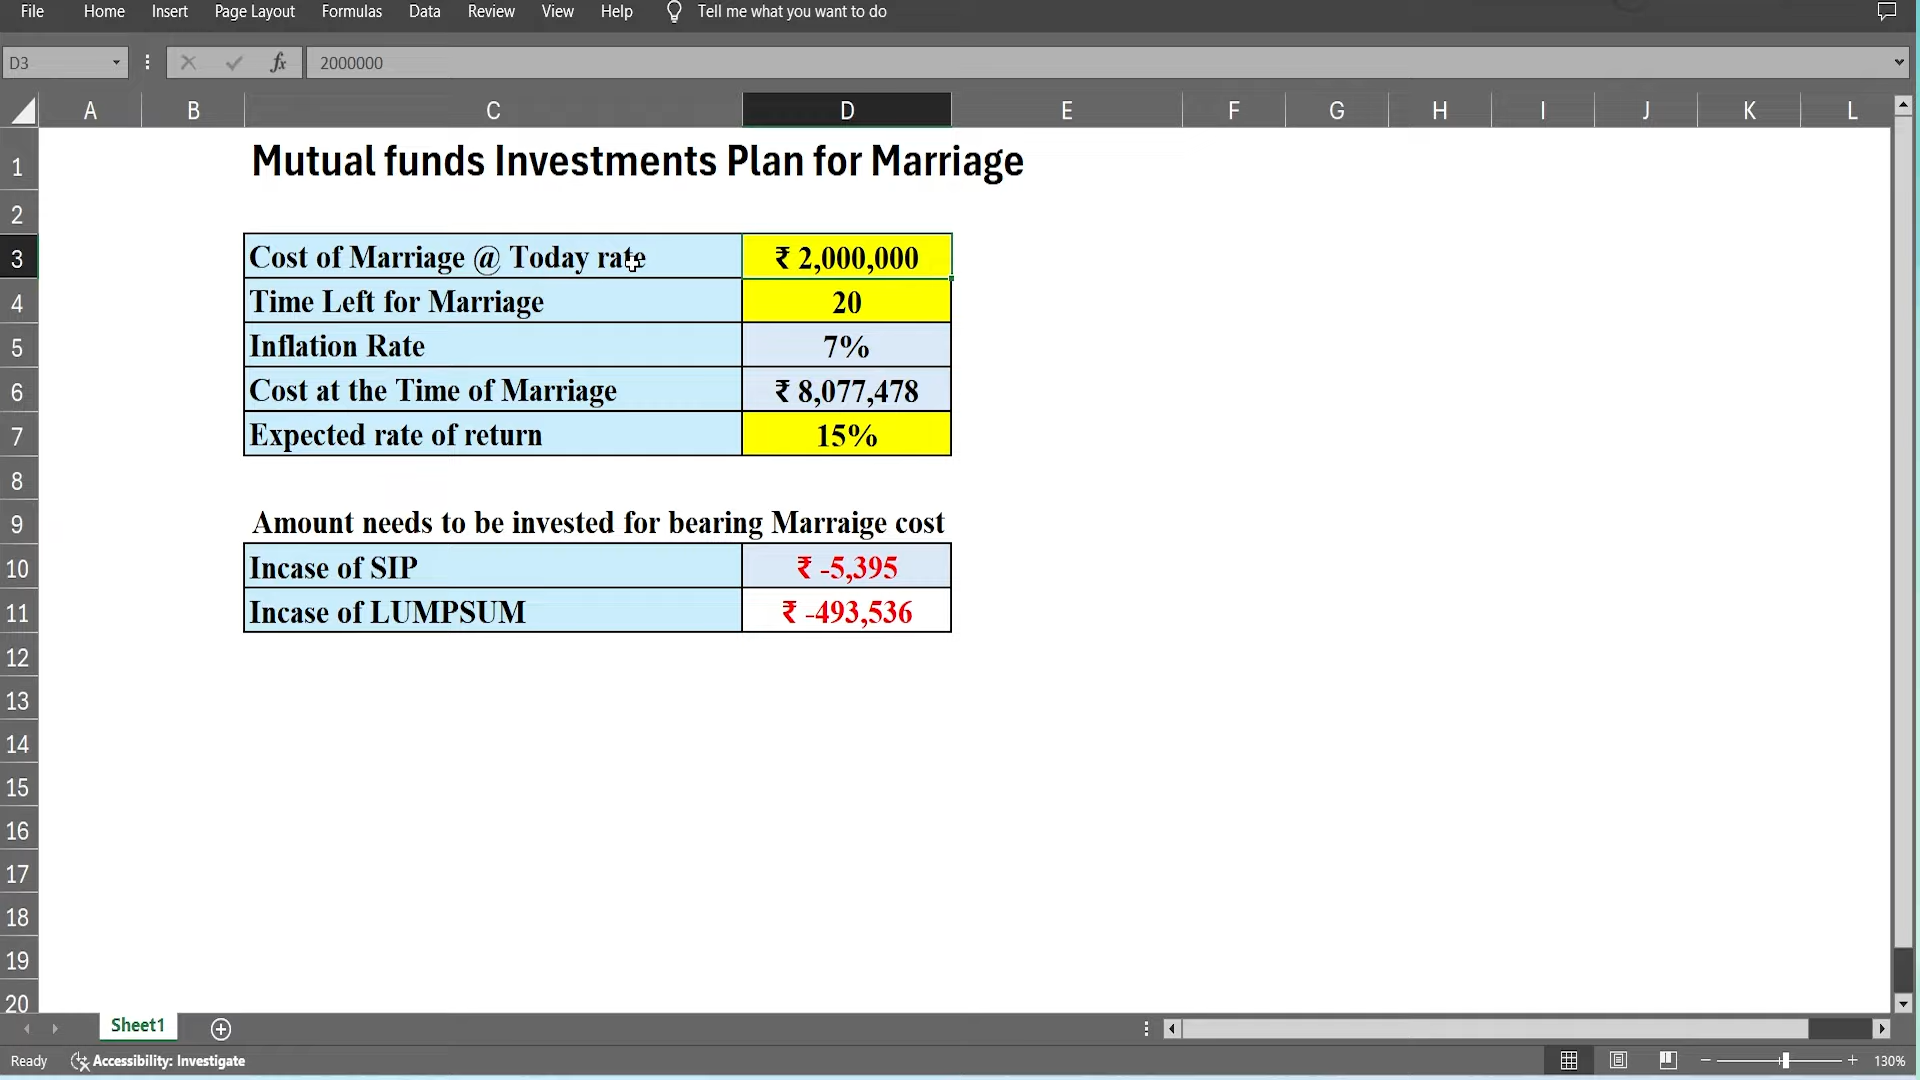 File Home Insert Page Layout Formulas Data Review View Help Tell me what you want to do
D3 fx 2000000
A B C D E F G H I J K L
1 Mutual funds Investments Plan for Marriage
2
3 Cost of Marriage @ Today rate ₹ 2,000,000
4 Time Left for Marriage 20
5 Inflation Rate 7%
6 Cost at the Time of Marriage ₹ 8,077,478
7 Expected rate of return 15%
8
9 Amount needs to be invested for bearing Marraige cost
10 Incase of SIP ₹ -5,395
11 Incase of LUMPSUM ₹ -493,536
12
13
14
15
16
17
18
19
20
Sheet1
Ready Accessibility: Investigate 130%